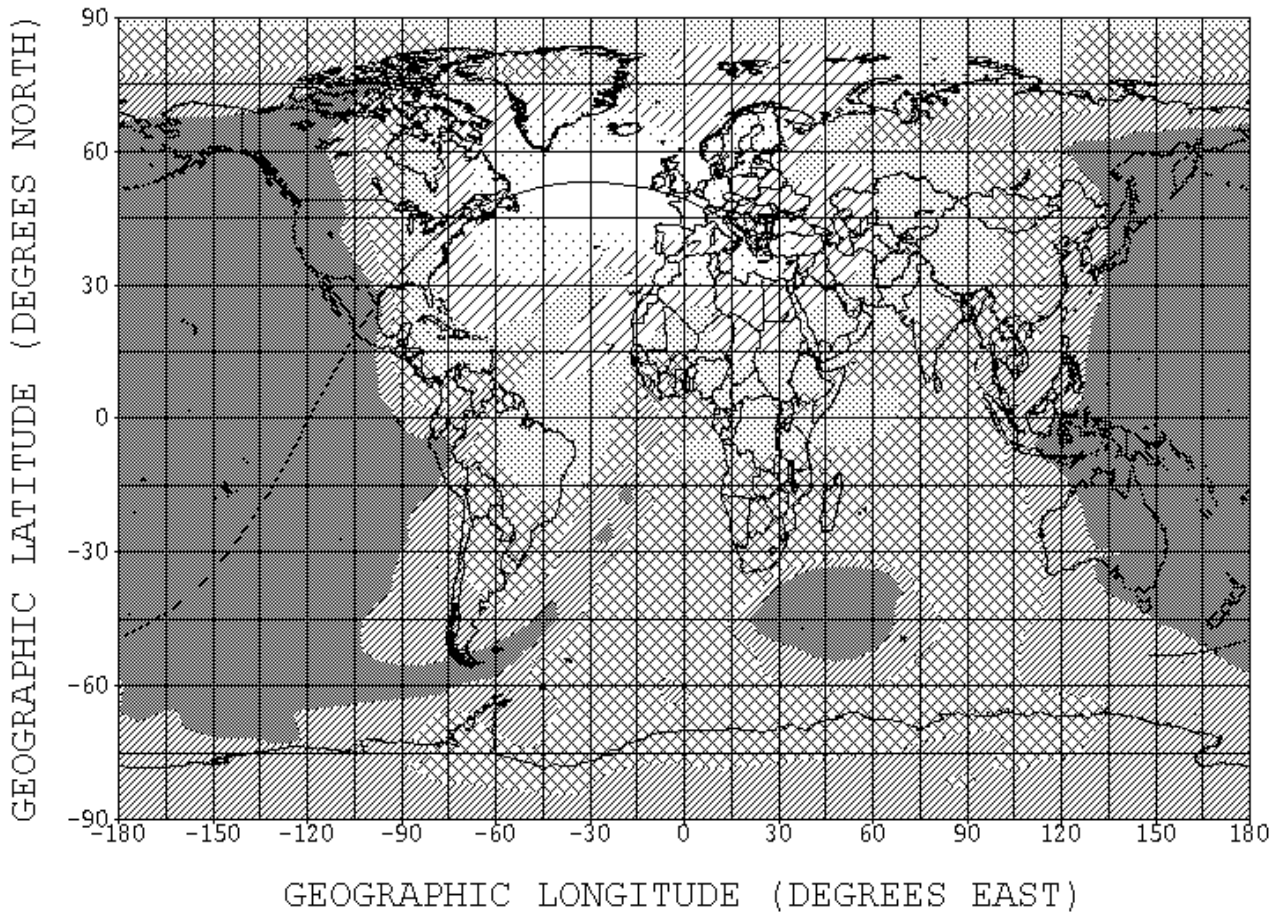 GEOGRAPHIC LATITUDE (DEGREES NORTH)
90
60
30
0
-30
-60
-90
-180 -150 -120 -90 -60 -30 0 30 60 90 120 150 180
GEOGRAPHIC LONGITUDE (DEGREES EAST)